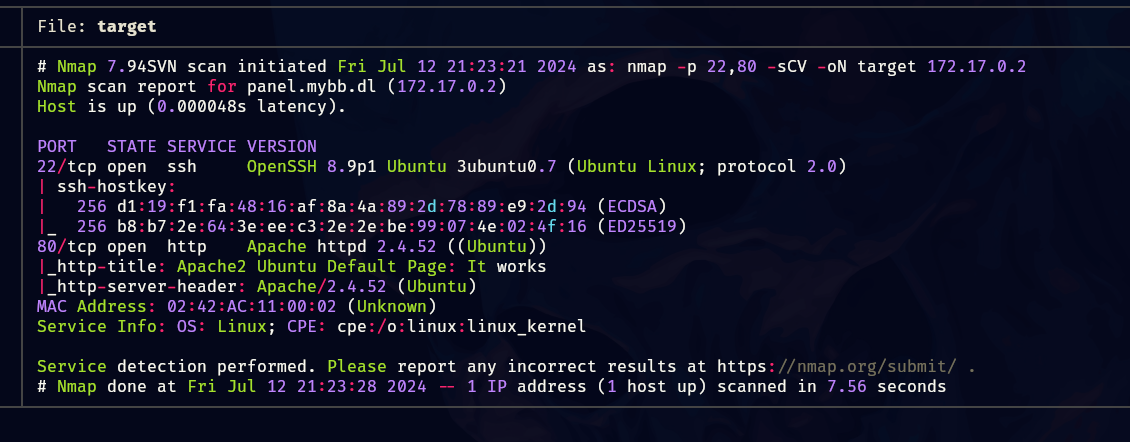 File: target
# Nmap 7.94SVN scan initiated Fri Jul 12 21:23:21 2024 as: nmap -p 22,80 -sCV -oN target 172.17.0.2
Nmap scan report for panel.mybb.dl (172.17.0.2)
Host is up (0.000048s latency).
PORT   STATE SERVICE VERSION
22/tcp open  ssh     OpenSSH 8.9p1 Ubuntu 3ubuntu0.7 (Ubuntu Linux; protocol 2.0)
| ssh-hostkey:
|   256 d1:19:f1:fa:48:16:af:8a:4a:89:2d:78:89:e9:2d:94 (ECDSA)
|_  256 b8:b7:2e:64:3e:ee:c3:2e:2e:be:99:07:4e:02:4f:16 (ED25519)
80/tcp open  http    Apache httpd 2.4.52 ((Ubuntu))
|_http-title: Apache2 Ubuntu Default Page: It works
|_http-server-header: Apache/2.4.52 (Ubuntu)
MAC Address: 02:42:AC:11:00:02 (Unknown)
Service Info: OS: Linux; CPE: cpe:/o:linux:linux_kernel
Service detection performed. Please report any incorrect results at https://nmap.org/submit/ .
# Nmap done at Fri Jul 12 21:23:28 2024 -- 1 IP address (1 host up) scanned in 7.56 seconds